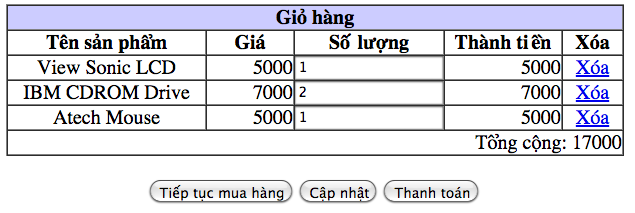 Giỏ hàng
Tên sản phẩm Giá Số lượng Thành tiền Xóa
View Sonic LCD 5000 1 5000 Xóa
IBM CDROM Drive 7000 2 7000 Xóa
Atech Mouse 5000 1 5000 Xóa
Tổng cộng: 17000
Tiếp tục mua hàng Cập nhật Thanh toán